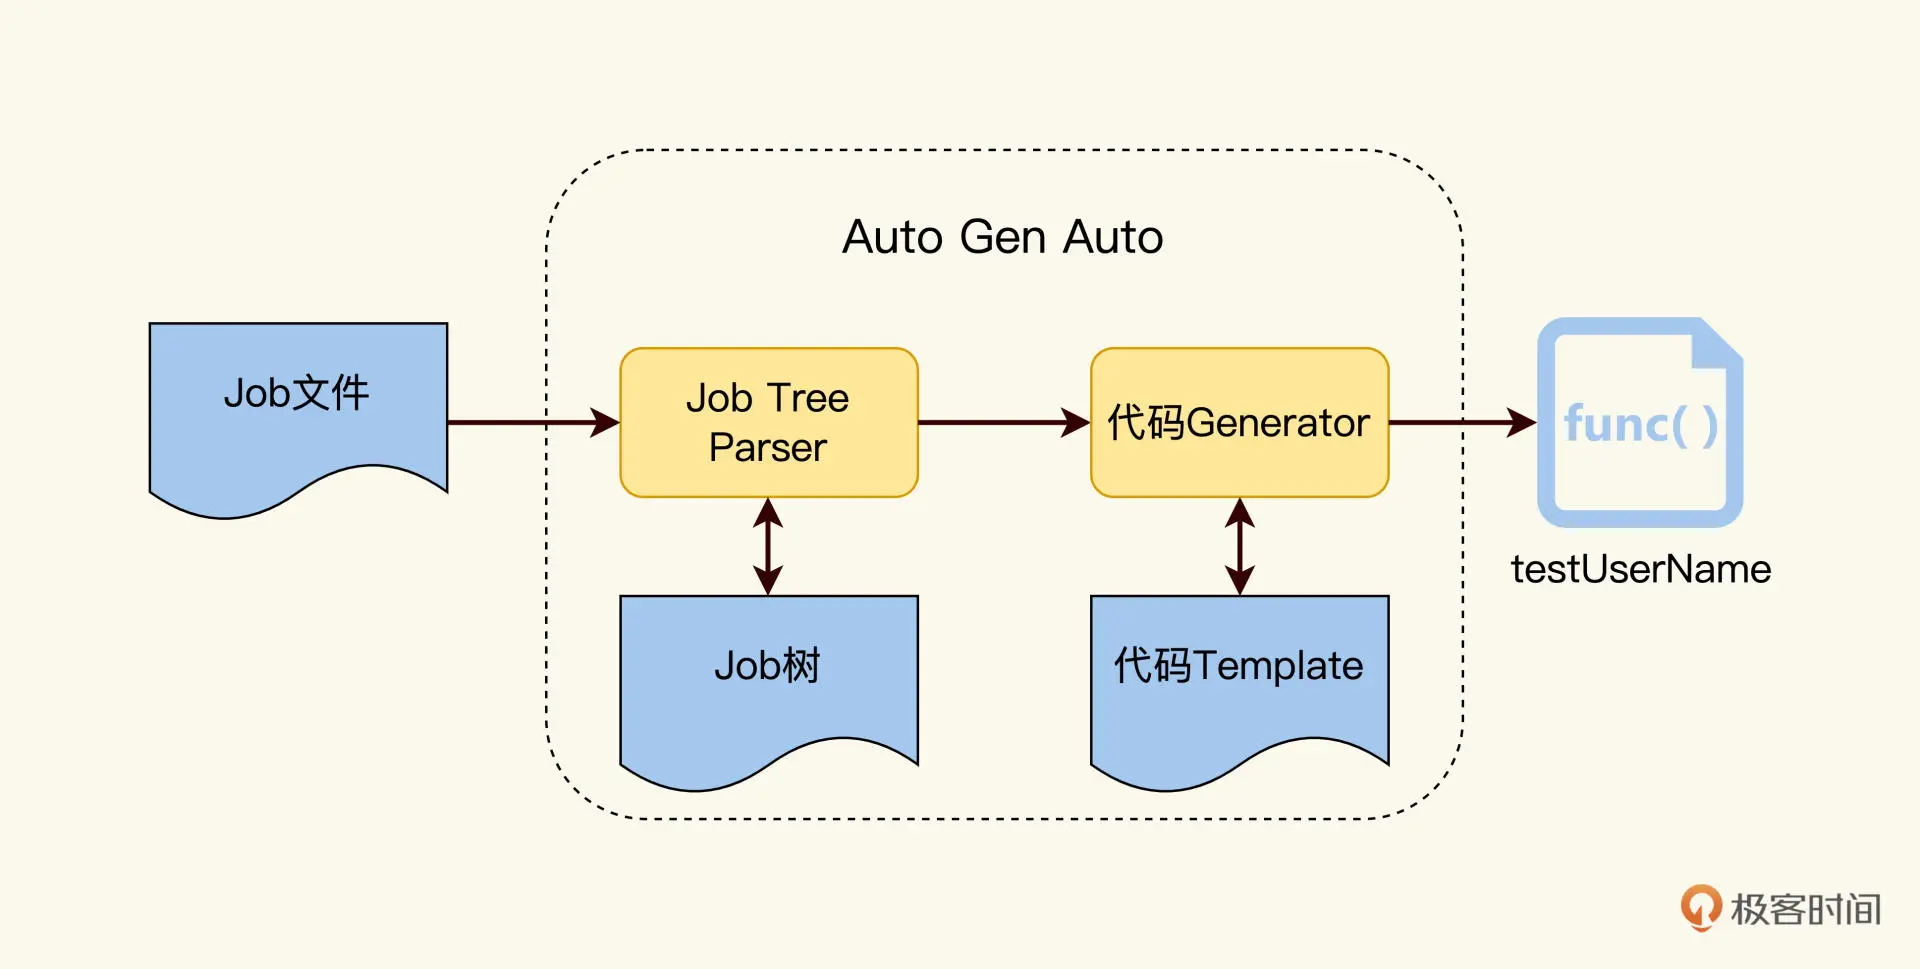 Auto Gen Auto
Job文件
Job Tree
Parser
代码Generator
func( )
testUserName
Job树
代码Template
极客时间